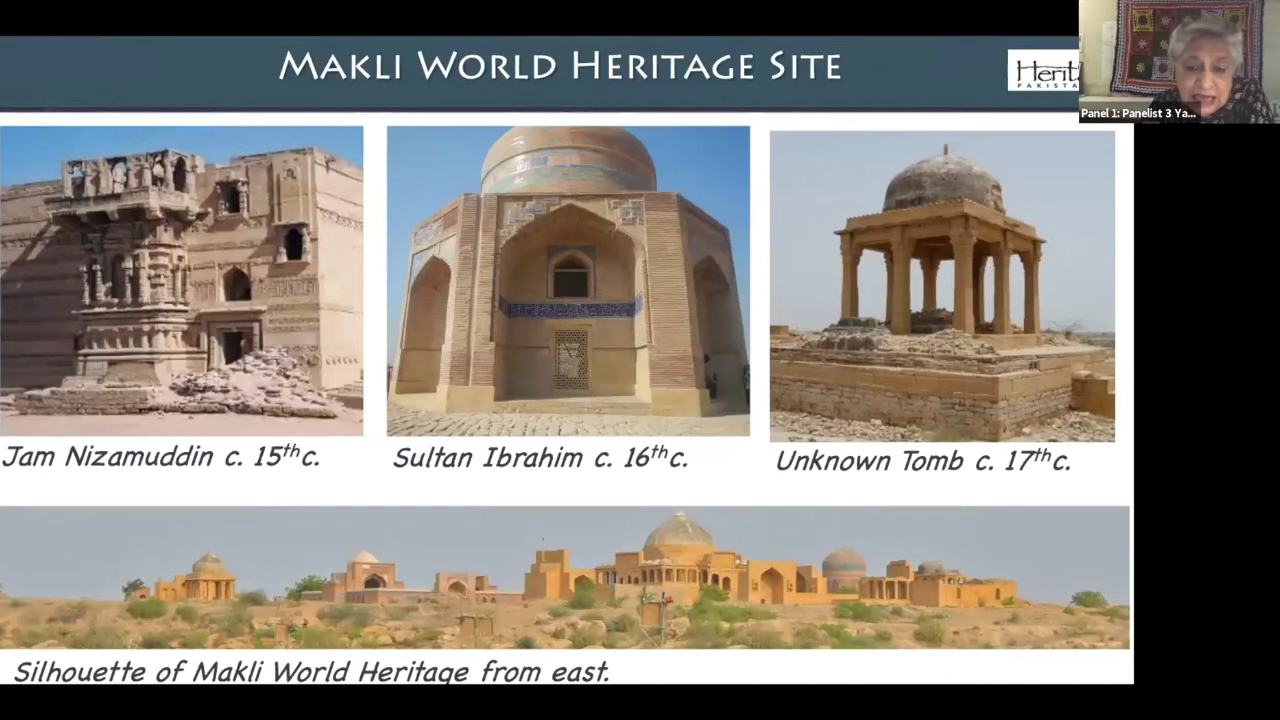 MAKLI WORLD HERITAGE SITE
Herit
PAKISTA
Panel 1: Panelist 3 Ya...
Jam Nizamuddin c. 15th c.
Sultan Ibrahim c. 16th c.
Unknown Tomb c. 17th c.
Silhouette of Makli World Heritage from east.